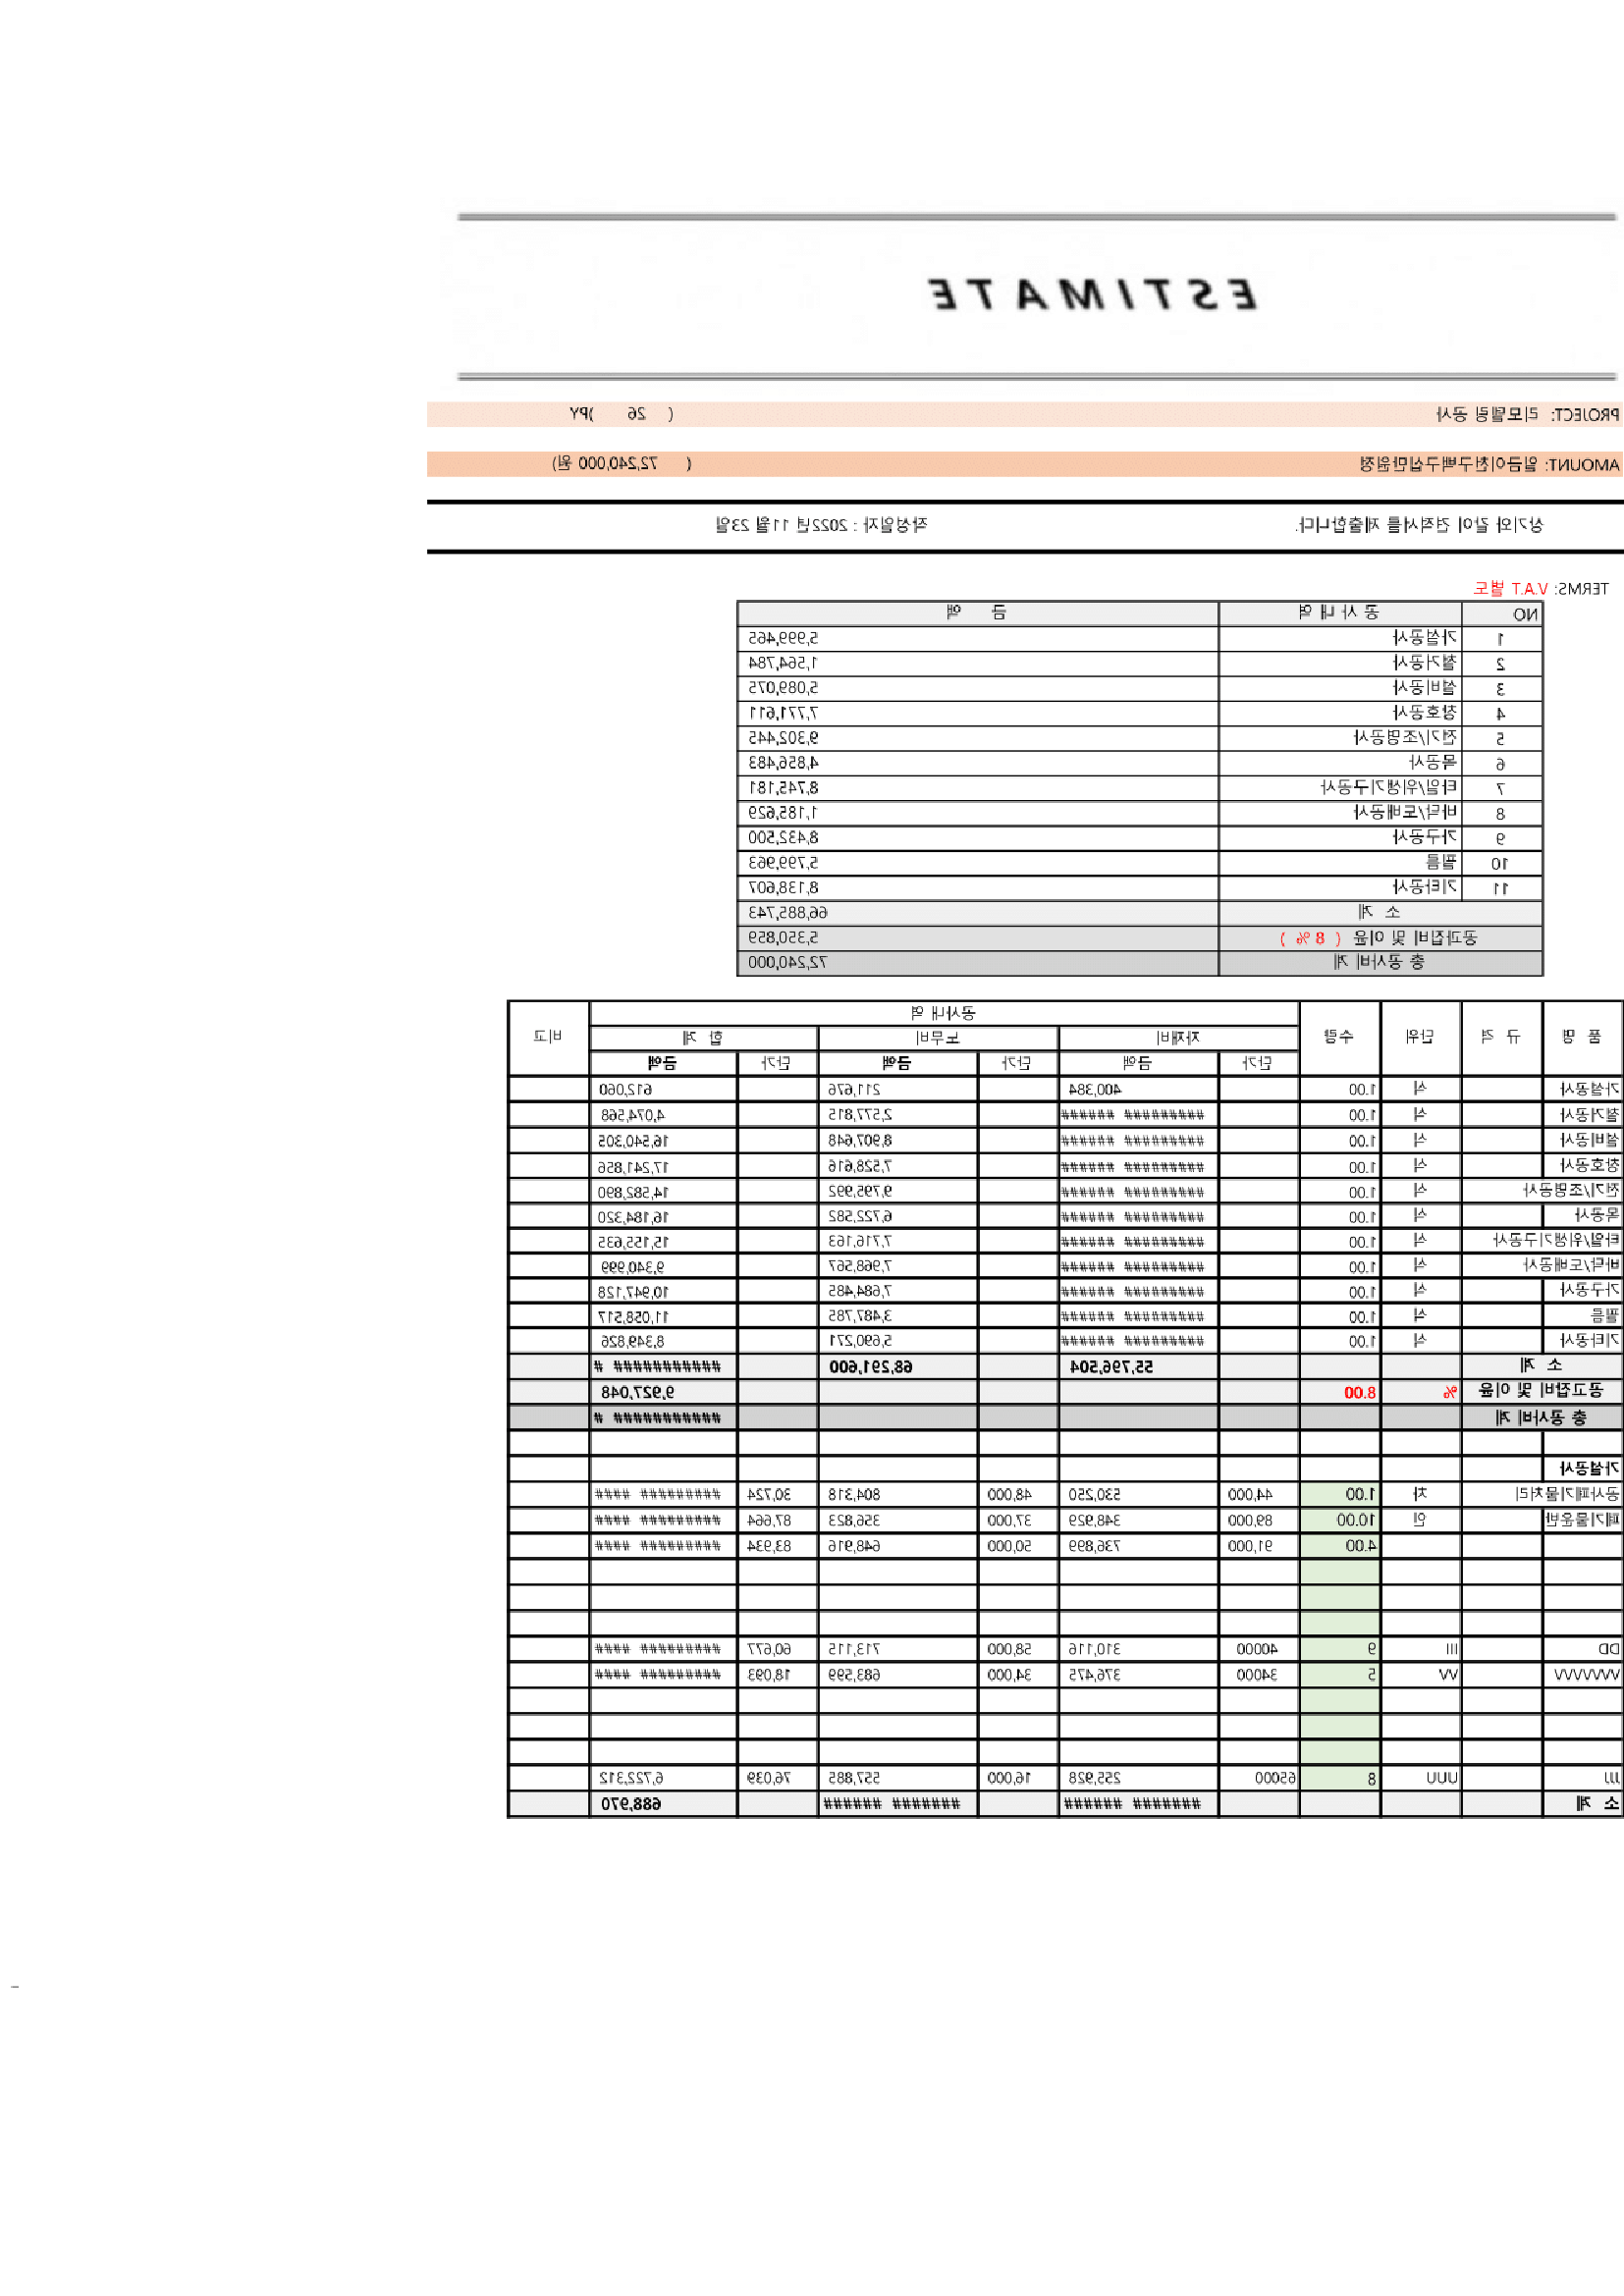 ESTIMATE
PROJECT: 리모델링 공사 ( 26 )PY
AMOUNT: 일금이천구백구십만원정 ( 72,240,000 원)
상기와 같이 견적서를 제출합니다. 작성일자 : 2022년 11월 23일
TERMS: V.A.T 별도
NO 공 사 내 역 금 액
1 가설공사 5,999,465
2 철거공사 1,564,784
3 설비공사 5,089,075
4 창호공사 7,771,611
5 전기/조명공사 9,302,445
6 목공사 4,856,483
7 타일/위생기구공사 8,745,181
8 바닥/도배공사 1,185,629
9 가구공사 8,432,500
10 필름 5,799,963
11 기타공사 8,138,607
소 계 66,885,743
공과잡비 및 이윤 ( 8 % ) 5,350,859
총 공사비 계 72,240,000
품 명 규 격 단위 수량 공사내 역 비고
자재비 노무비 합 계
단가 금액 단가 금액 단가 금액
가설공사 식 1.00 400,384 211,676 612,060
철거공사 식 1.00 ######### ###### 2,577,815 4,074,568
설비공사 식 1.00 ######### ###### 8,907,648 16,540,305
창호공사 식 1.00 ######### ###### 7,528,616 17,241,856
전기/조명공사 식 1.00 ######### ###### 9,795,992 14,582,890
목공사 식 1.00 ######### ###### 6,722,582 16,184,320
타일/위생기구공사 식 1.00 ######### ###### 7,716,163 15,155,635
바닥/도배공사 식 1.00 ######### ###### 7,968,567 9,340,999
가구공사 식 1.00 ######### ###### 7,684,485 10,947,128
필름 식 1.00 ######### ###### 3,487,785 11,058,517
기타공사 식 1.00 ######### ###### 5,690,271 8,349,826
소 계 55,796,504 68,291,600 ############ #
공고잡비 및 이윤 % 8.00 9,927,048
총 공사비 계 ############ #
가설공사
공사폐기물처리 차 1.00 44,000 530,250 48,000 804,318 30,724 ######### ####
폐기물운반 인 10.00 89,000 348,929 37,000 356,823 87,664 ######### ####
4.00 91,000 736,899 50,000 648,916 83,934 ######### ####
DD III 9 40000 310,116 58,000 713,115 60,677 ######### ####
VVVVVVV VV 5 34000 376,475 34,000 683,599 18,093 ######### ####
JJJ UUU 8 65000 255,928 16,000 557,885 76,039 6,722,312
소 계 ####### ###### ####### ###### 688,970